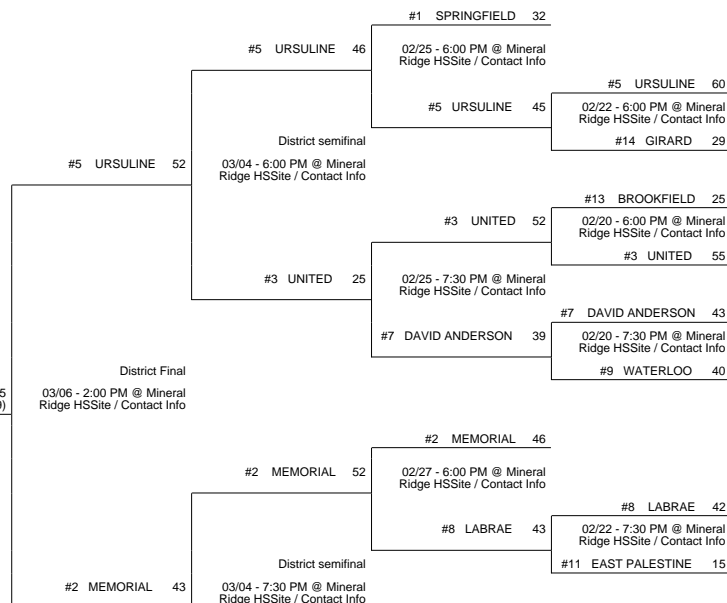 #1 SPRINGFIELD 32
#5 URSULINE 46
02/25 - 6:00 PM @ Mineral
Ridge HSSite / Contact Info
#5 URSULINE 60
#5 URSULINE 45
02/22 - 6:00 PM @ Mineral
Ridge HSSite / Contact Info
District semifinal
#14 GIRARD 29
#5 URSULINE 52
03/04 - 6:00 PM @ Mineral
Ridge HSSite / Contact Info
#13 BROOKFIELD 25
#3 UNITED 52
02/20 - 6:00 PM @ Mineral
Ridge HSSite / Contact Info
#3 UNITED 55
#3 UNITED 25
02/25 - 7:30 PM @ Mineral
Ridge HSSite / Contact Info
#7 DAVID ANDERSON 43
#7 DAVID ANDERSON 39
02/20 - 7:30 PM @ Mineral
Ridge HSSite / Contact Info
District Final
#9 WATERLOO 40
5
03/06 - 2:00 PM @ Mineral
9)
Ridge HSSite / Contact Info
#2 MEMORIAL 46
#2 MEMORIAL 52
02/27 - 6:00 PM @ Mineral
Ridge HSSite / Contact Info
#8 LABRAE 42
#8 LABRAE 43
02/22 - 7:30 PM @ Mineral
Ridge HSSite / Contact Info
District semifinal
#11 EAST PALESTINE 15
#2 MEMORIAL 43
03/04 - 7:30 PM @ Mineral
Ridge HSSite / Contact Info